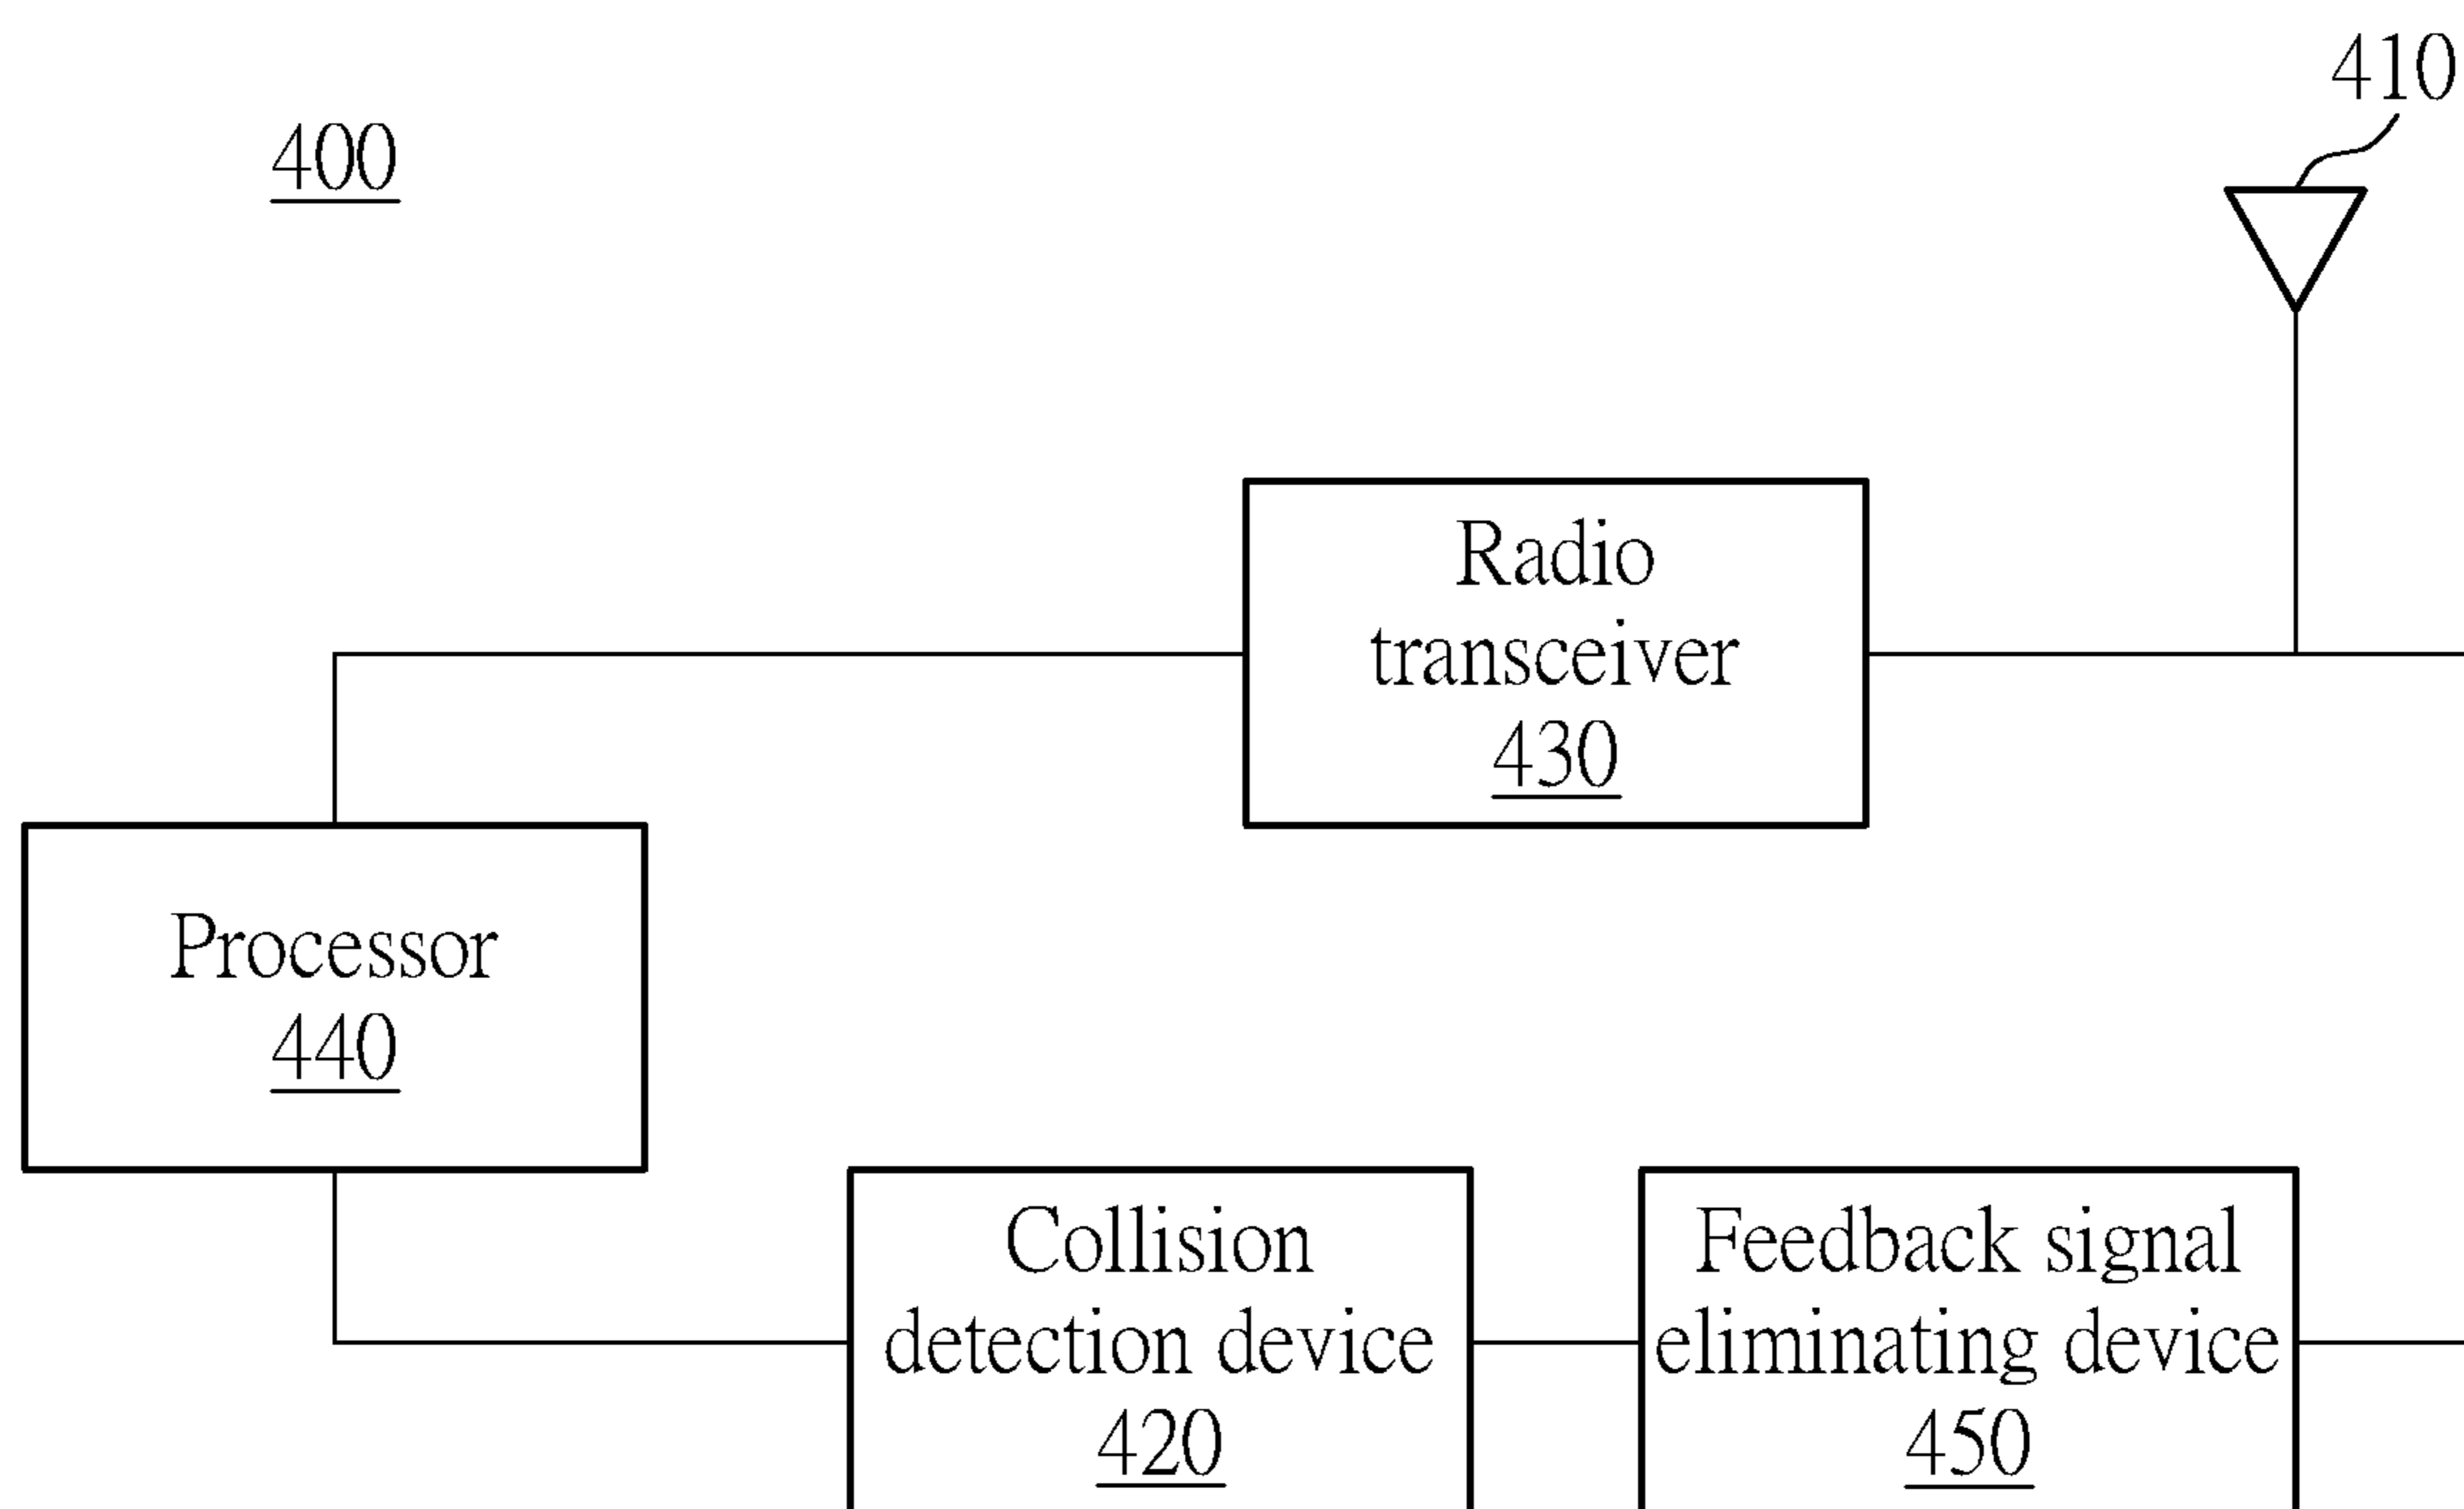 410
400
Radio
transceiver
430
Processor
440
Collision
detection device
420
Feedback signal
eliminating device
450